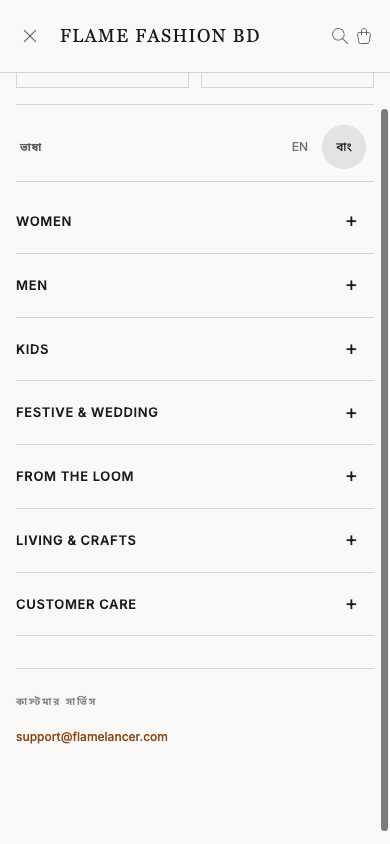 FLAME FASHION BD
ভাষা
EN
বাং
WOMEN
MEN
KIDS
FESTIVE & WEDDING
FROM THE LOOM
LIVING & CRAFTS
CUSTOMER CARE
কাস্টমার সার্ভিস
support@flamelancer.com